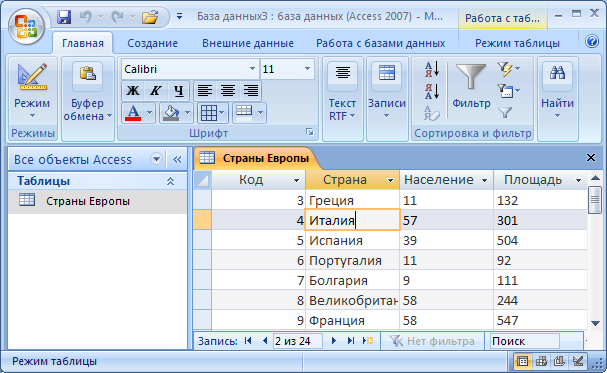 База данных3 : база данных (Access 2007) - M...
Работа с таб...
Главная Создание Внешние данные Работа с базами данных Режим таблицы
Calibri 11
Ж К Ч
А
Режим
Буфер обмена
Текст RTF
Записи
А Я
Я А
Фильтр
Найти
Режимы Шрифт Сортировка и фильтр
Все объекты Access
Таблицы
Страны Европы
Страны Европы
Код Страна Население Площадь
3 Греция 11 132
4 Италия 57 301
5 Испания 39 504
6 Португалия 11 92
7 Болгария 9 111
8 Великобритан 58 244
9 Франция 58 547
Запись: 2 из 24 Нет фильтра Поиск
Режим таблицы